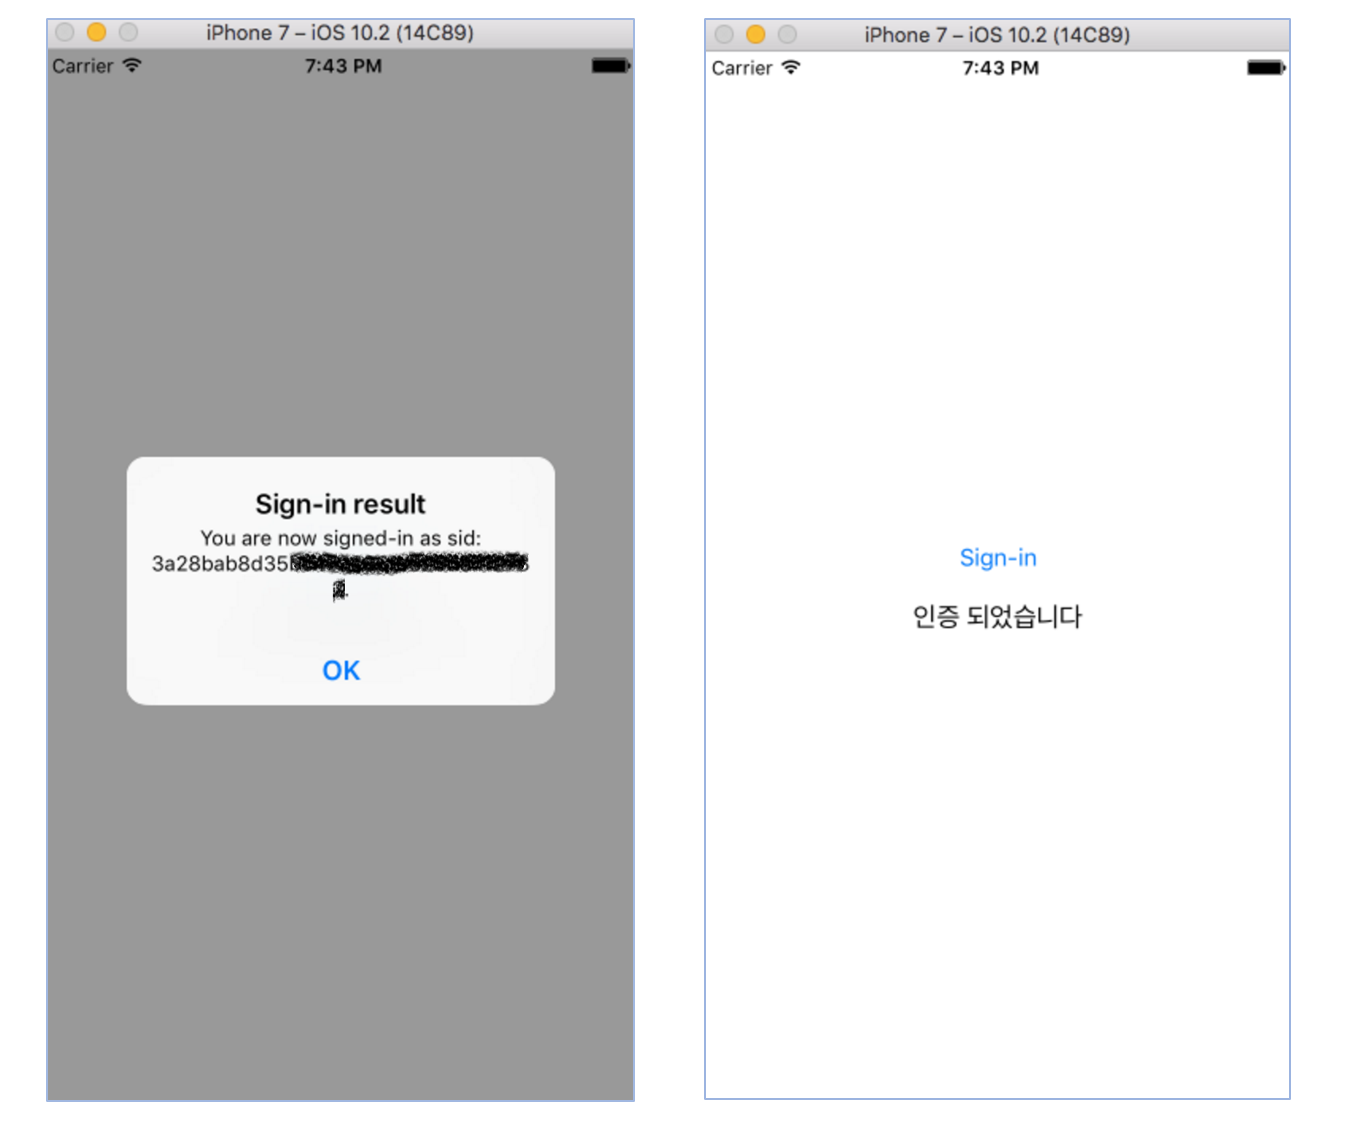 iPhone 7 – iOS 10.2 (14C89)
Carrier
7:43 PM
Sign-in result
You are now signed-in as sid:
3a28bab8d35
OK
iPhone 7 – iOS 10.2 (14C89)
Carrier
7:43 PM
Sign-in
인증 되었습니다